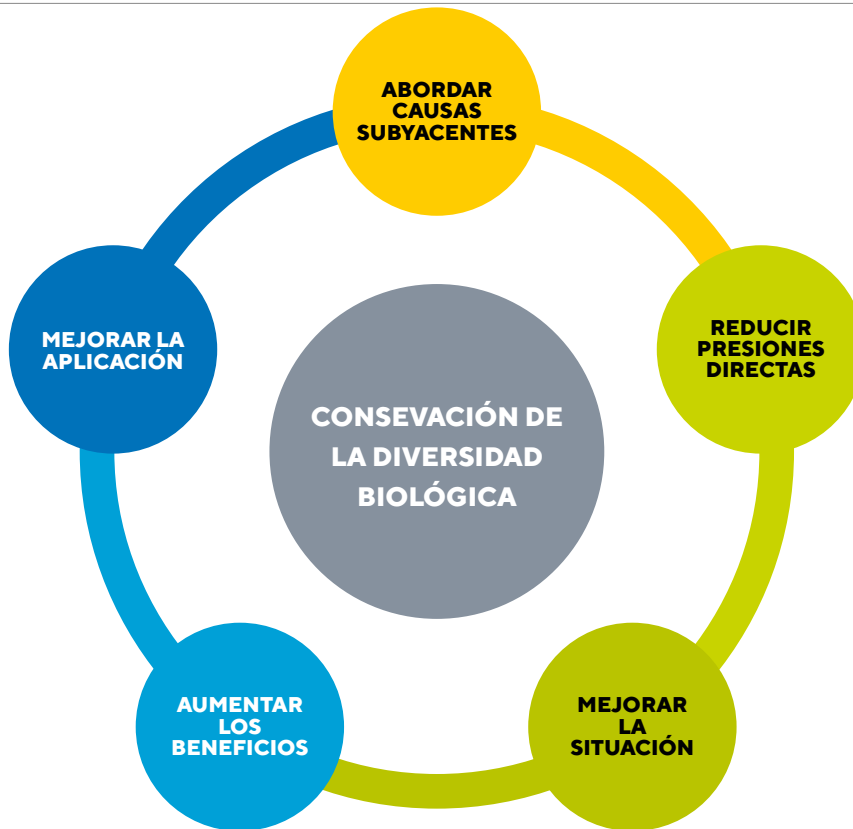 ABORDAR
CAUSAS
SUBYACENTES
REDUCIR
PRESIONES
DIRECTAS
MEJORAR
LA
SITUACIÓN
AUMENTAR
LOS
BENEFICIOS
MEJORAR LA
APLICACIÓN
CONSEVACIÓN DE
LA DIVERSIDAD
BIOLÓGICA